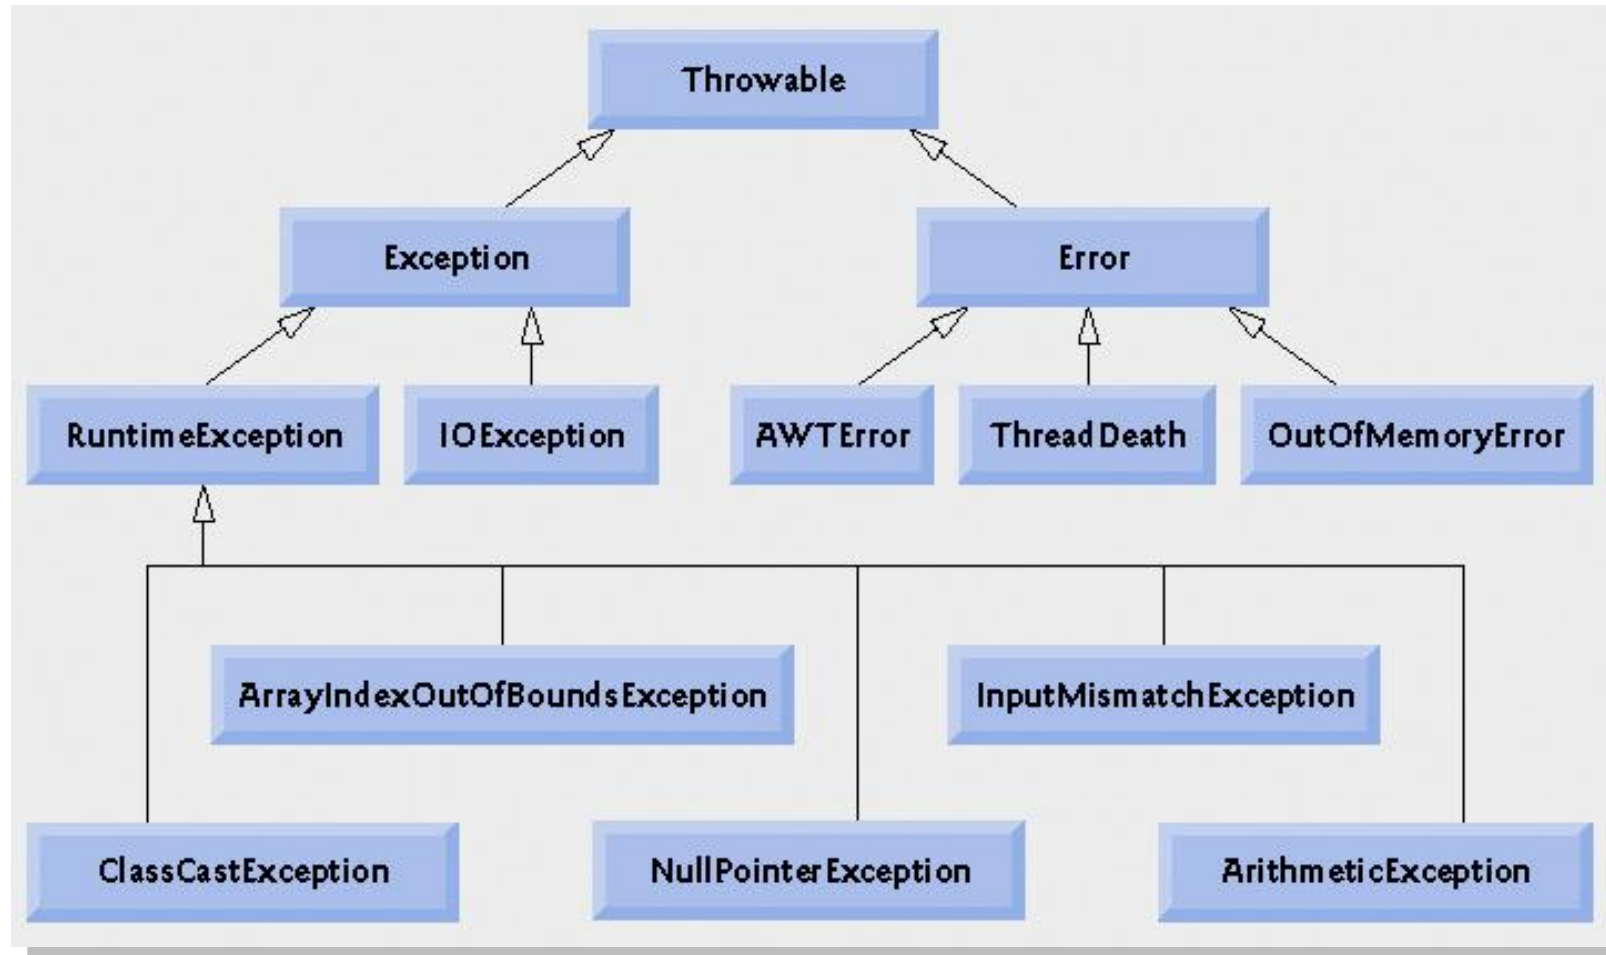 Throwable
Exception
Error
RuntimeException
IOException
AWTError
ThreadDeath
OutOfMemoryError
ArrayIndexOutOfBoundsException
InputMismatchException
ClassCastException
NullPointerException
ArithmeticException